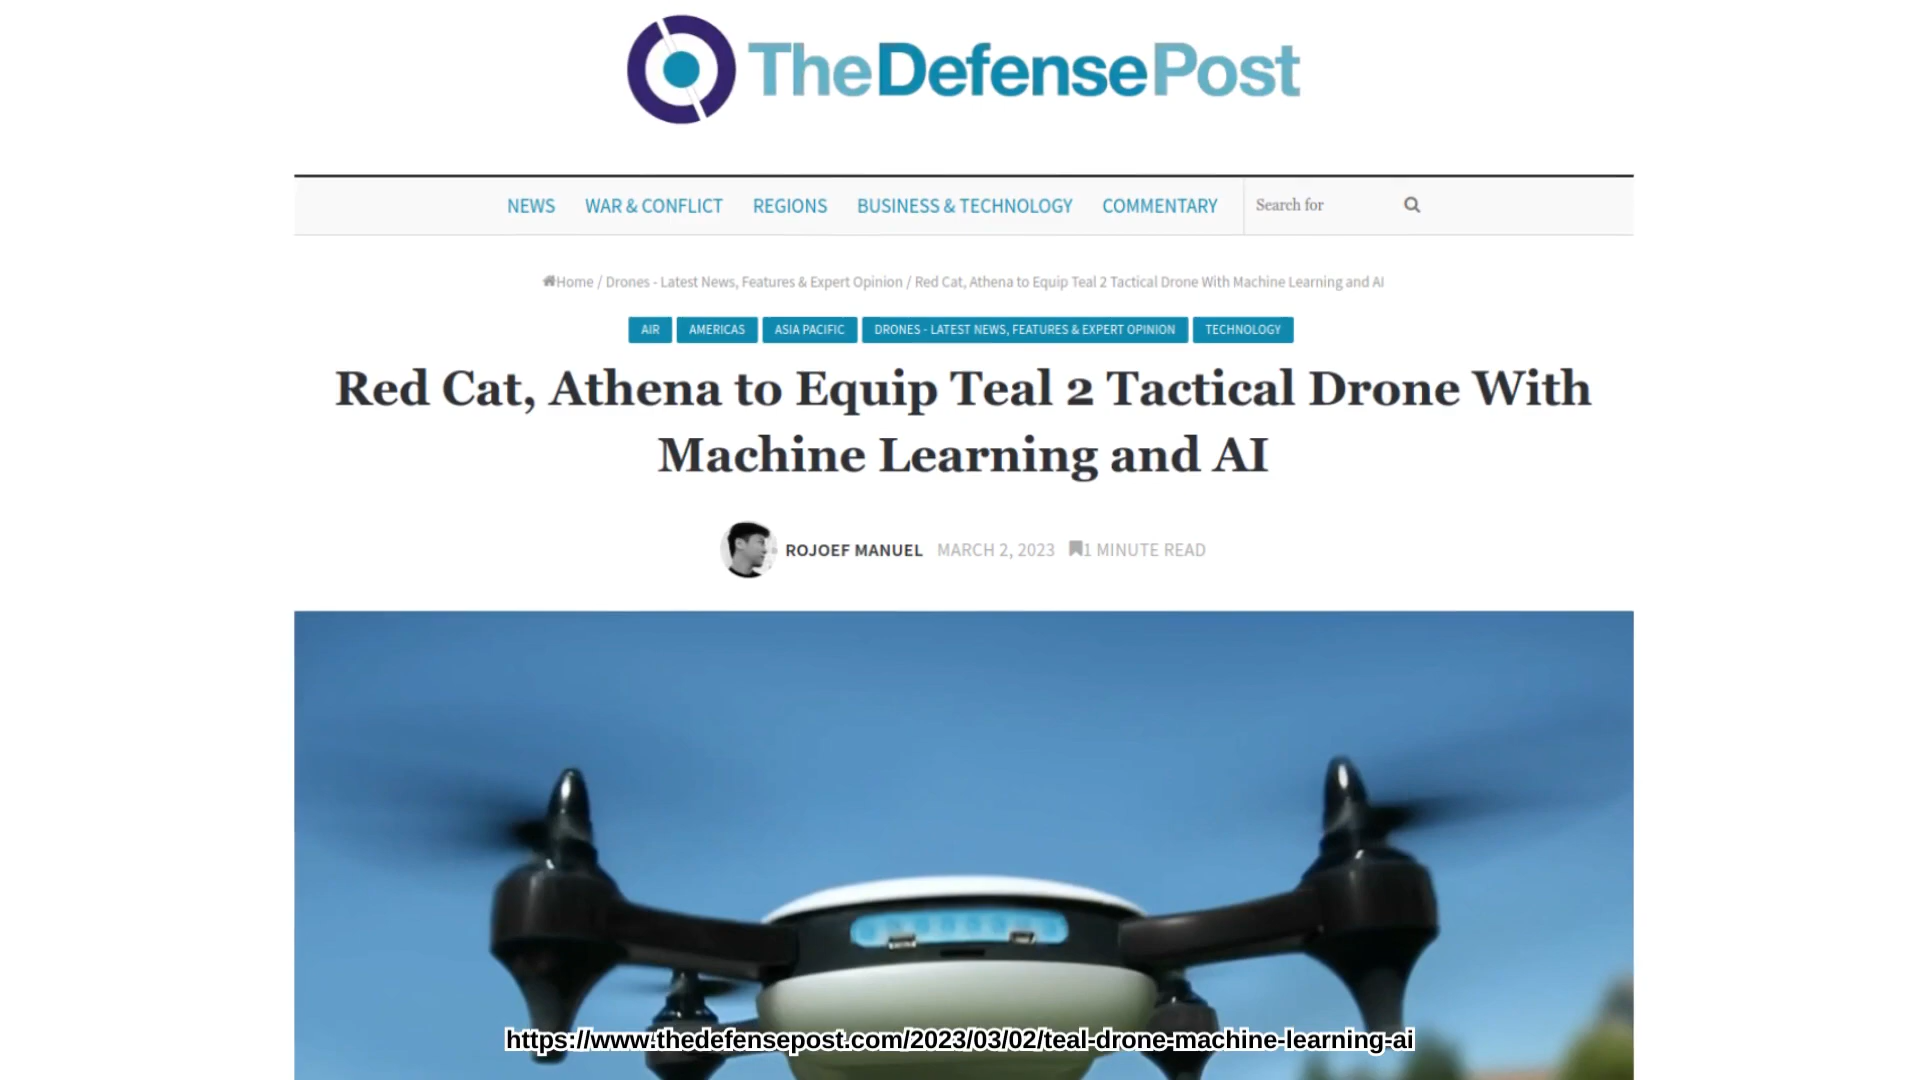 TheDefensePost
NEWS WAR & CONFLICT REGIONS BUSINESS & TECHNOLOGY COMMENTARY Search for
Home / Drones - Latest News, Features & Expert Opinion / Red Cat, Athena to Equip Teal 2 Tactical Drone With Machine Learning and AI
AIR AMERICAS ASIA PACIFIC DRONES - LATEST NEWS, FEATURES & EXPERT OPINION TECHNOLOGY
Red Cat, Athena to Equip Teal 2 Tactical Drone With
Machine Learning and AI
ROJOEF MANUEL MARCH 2, 2023 1 MINUTE READ
https://www.thedefensepost.com/2023/03/02/teal-drone-machine-learning-ai